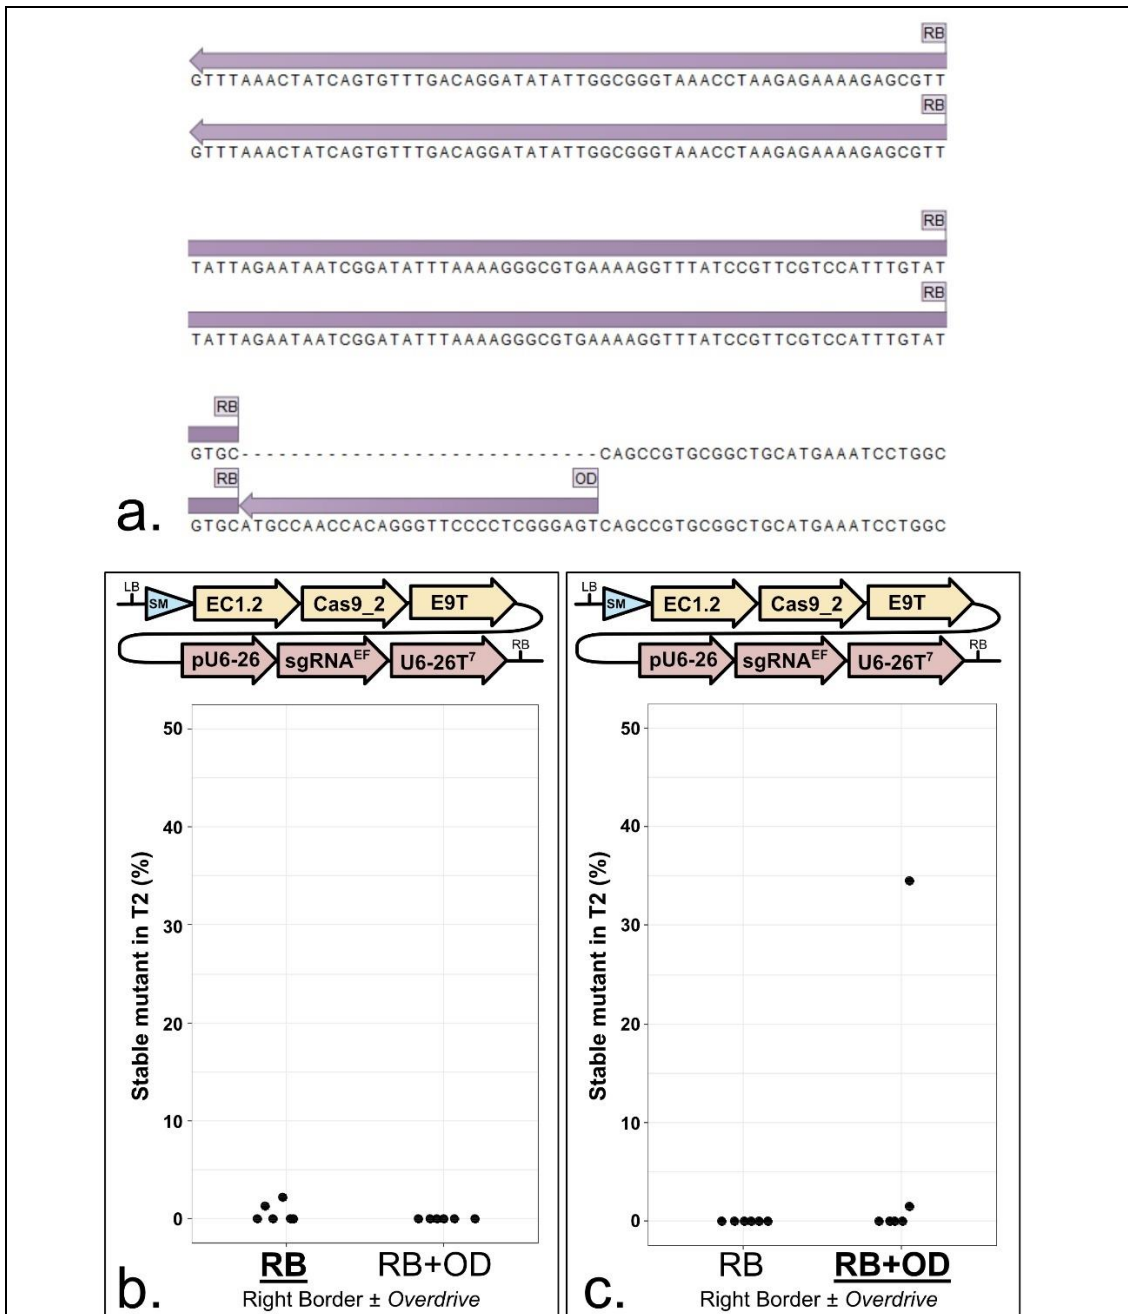 RB
GTTTAAACTATCAGTGTTTGACAGGATATATTGGCGGGTAAACCTAAGAGAAAAGAGCGTT
RB
GTTTAAACTATCAGTGTTTGACAGGATATATTGGCGGGTAAACCTAAGAGAAAAGAGCGTT
RB
TATTAGAATAATCGGATATTTAAAAGGGCGTGAAAAGGTTTATCCGTTCGTCCATTTGTAT
RB
TATTAGAATAATCGGATATTTAAAAGGGCGTGAAAAGGTTTATCCGTTCGTCCATTTGTAT
RB
GTGC-----------------------------CAGCCGTGCGGCTGCATGAAATCCTGGC
RB OD
GTGCATGCCAACCACAGGGTTCCCCTCGGGAGTCAGCCGTGCGGCTGCATGAAATCCTGGC
a.
LB SM EC1.2 Cas9_2 E9T
pU6-26 sgRNA^EF U6-26T^7 RB
50
40
30
20
10
0
Stable mutant in T2 (%)
RB RB+OD
Right Border ± Overdrive
b.
LB SM EC1.2 Cas9_2 E9T
pU6-26 sgRNA^EF U6-26T^7 RB
50
40
30
20
10
0
Stable mutant in T2 (%)
RB RB+OD
Right Border ± Overdrive
c.